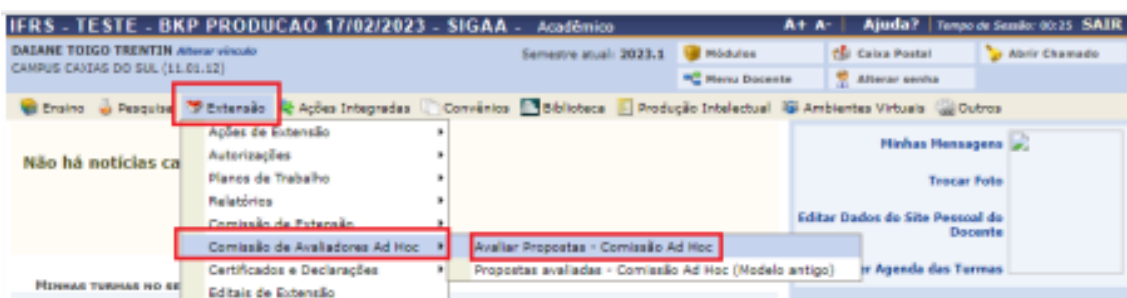 IFRS - TESTE - BKP PRODUCAO 17/02/2023 - SIGAA - Acadêmico A+ A- Ajuda? Tempo de Sessão: 00:25 SAIR
DAIANE TOIGO TRENTIN Alterar vínculo Semestre atual: 2023.1 Módulos Caixa Postal Abrir Chamado
CAMPUS CAXIAS DO SUL (11.01.12) Menu Docente Alterar senha
Ensino Pesquisa Extensão Ações Integradas Convênios Biblioteca Produção Intelectual Ambientes Virtuais Outros
Ações de Extensão
Minhas Mensagens
Autorizações
Não há notícias ca
Planos de Trabalho
Trocar Foto
Relatórios
Comissão de Extensão
Editar Dados do Site Pessoal do Docente
Comissão de Avaliadores Ad Hoc Avaliar Propostas - Comissão Ad Hoc
Certificados e Declarações Propostas avaliadas - Comissão Ad Hoc (Modelo antigo) er Agenda das Turmas
MINHAS TURMAS NO SE
Editais de Extensão